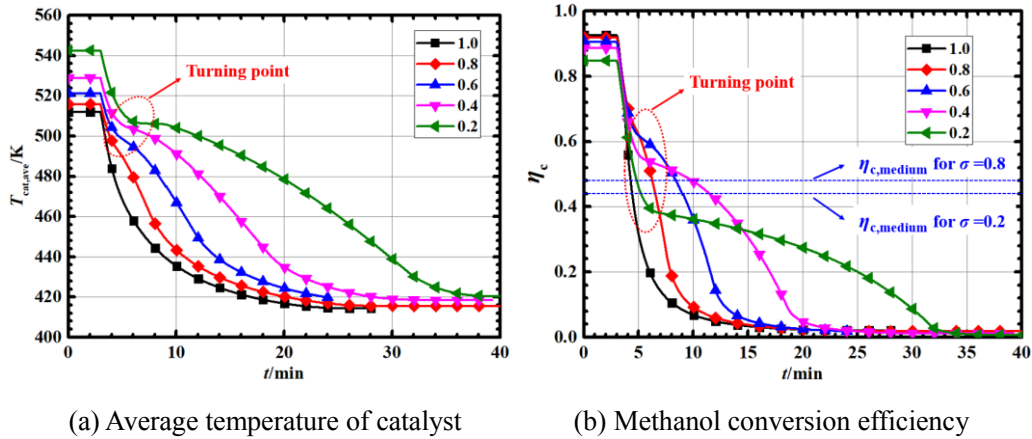 560
540
520
500
480
460
440
420
400
T cat,ave/K
0 10 20 30 40
t/min
Turning point
1.0
0.8
0.6
0.4
0.2
(a) Average temperature of catalyst
1.0
0.8
0.6
0.4
0.2
0.0
ηc
0 5 10 15 20 25 30 35 40
t/min
Turning point
1.0
0.8
0.6
0.4
0.2
ηc,medium for σ=0.8
ηc,medium for σ=0.2
(b) Methanol conversion efficiency